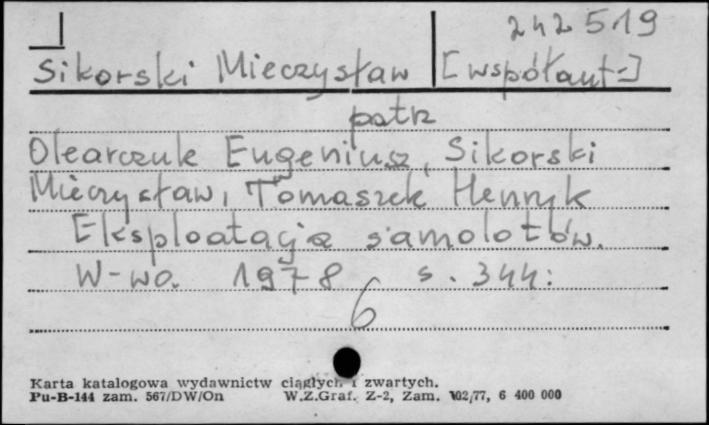 242519
Sikorski Mieczysław [współaut=]
patrz
Olearczuk Eugeniusz, Sikorski
Mieczysław, Tomaszek Henryk
Eksploatacja samolotów.
W-wa. 1978 s. 344:
6
Karta katalogowa wydawnictw ciągłych i zwartych.
Pu-B-144 zam. 567/DW/On W.Z.Graf. Z-2, Zam. 102/77, 6 400 000